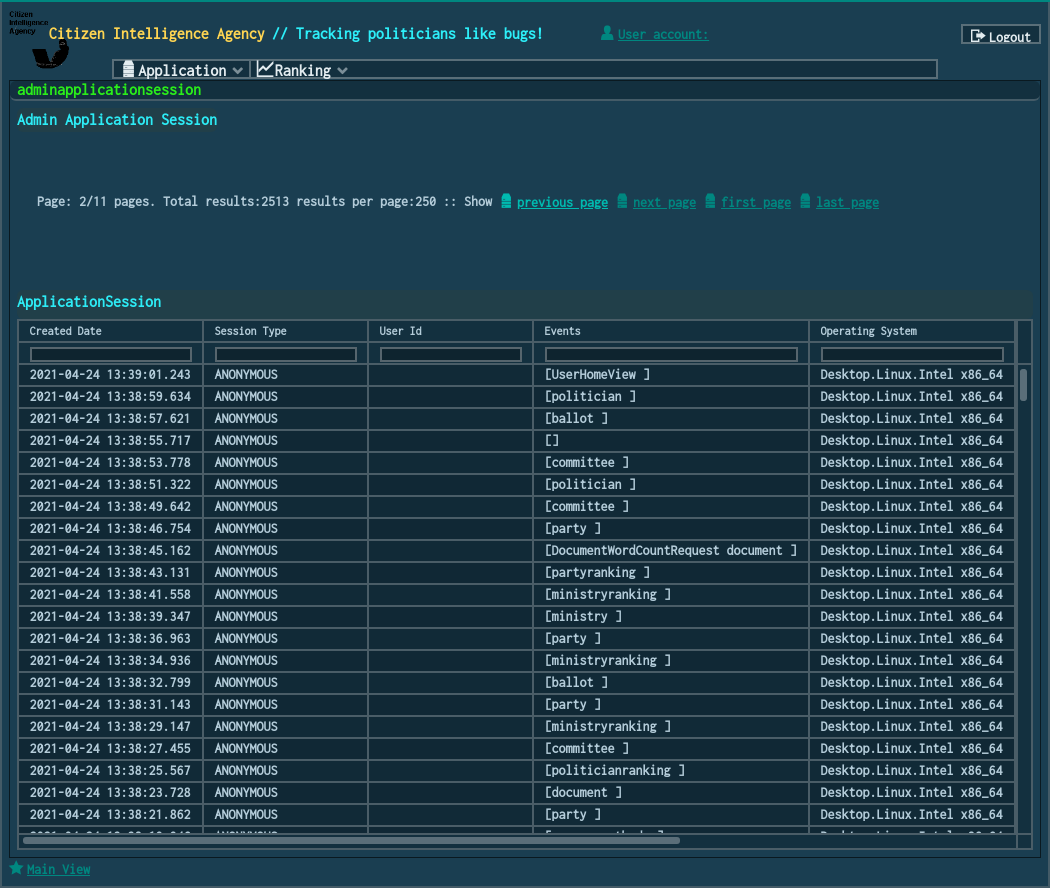 Citizen
Intelligence
Agency
Citizen Intelligence Agency // Tracking politicians like bugs!
User account:
Logout
Application
Ranking
adminapplicationsession
Admin Application Session
Page: 2/11 pages. Total results:2513 results per page:250 :: Show previous page next page first page last page
ApplicationSession
Created Date Session Type User Id Events Operating System
2021-04-24 13:39:01.243 ANONYMOUS [UserHomeView ] Desktop.Linux.Intel x86_64
2021-04-24 13:38:59.634 ANONYMOUS [politician ] Desktop.Linux.Intel x86_64
2021-04-24 13:38:57.621 ANONYMOUS [ballot ] Desktop.Linux.Intel x86_64
2021-04-24 13:38:55.717 ANONYMOUS [] Desktop.Linux.Intel x86_64
2021-04-24 13:38:53.778 ANONYMOUS [committee ] Desktop.Linux.Intel x86_64
2021-04-24 13:38:51.322 ANONYMOUS [politician ] Desktop.Linux.Intel x86_64
2021-04-24 13:38:49.642 ANONYMOUS [committee ] Desktop.Linux.Intel x86_64
2021-04-24 13:38:46.754 ANONYMOUS [party ] Desktop.Linux.Intel x86_64
2021-04-24 13:38:45.162 ANONYMOUS [DocumentWordCountRequest document ] Desktop.Linux.Intel x86_64
2021-04-24 13:38:43.131 ANONYMOUS [partyranking ] Desktop.Linux.Intel x86_64
2021-04-24 13:38:41.558 ANONYMOUS [ministryranking ] Desktop.Linux.Intel x86_64
2021-04-24 13:38:39.347 ANONYMOUS [ministry ] Desktop.Linux.Intel x86_64
2021-04-24 13:38:36.963 ANONYMOUS [party ] Desktop.Linux.Intel x86_64
2021-04-24 13:38:34.936 ANONYMOUS [ministryranking ] Desktop.Linux.Intel x86_64
2021-04-24 13:38:32.799 ANONYMOUS [ballot ] Desktop.Linux.Intel x86_64
2021-04-24 13:38:31.143 ANONYMOUS [party ] Desktop.Linux.Intel x86_64
2021-04-24 13:38:29.147 ANONYMOUS [ministryranking ] Desktop.Linux.Intel x86_64
2021-04-24 13:38:27.455 ANONYMOUS [committee ] Desktop.Linux.Intel x86_64
2021-04-24 13:38:25.567 ANONYMOUS [politicianranking ] Desktop.Linux.Intel x86_64
2021-04-24 13:38:23.728 ANONYMOUS [document ] Desktop.Linux.Intel x86_64
2021-04-24 13:38:21.862 ANONYMOUS [party ] Desktop.Linux.Intel x86_64
Main View